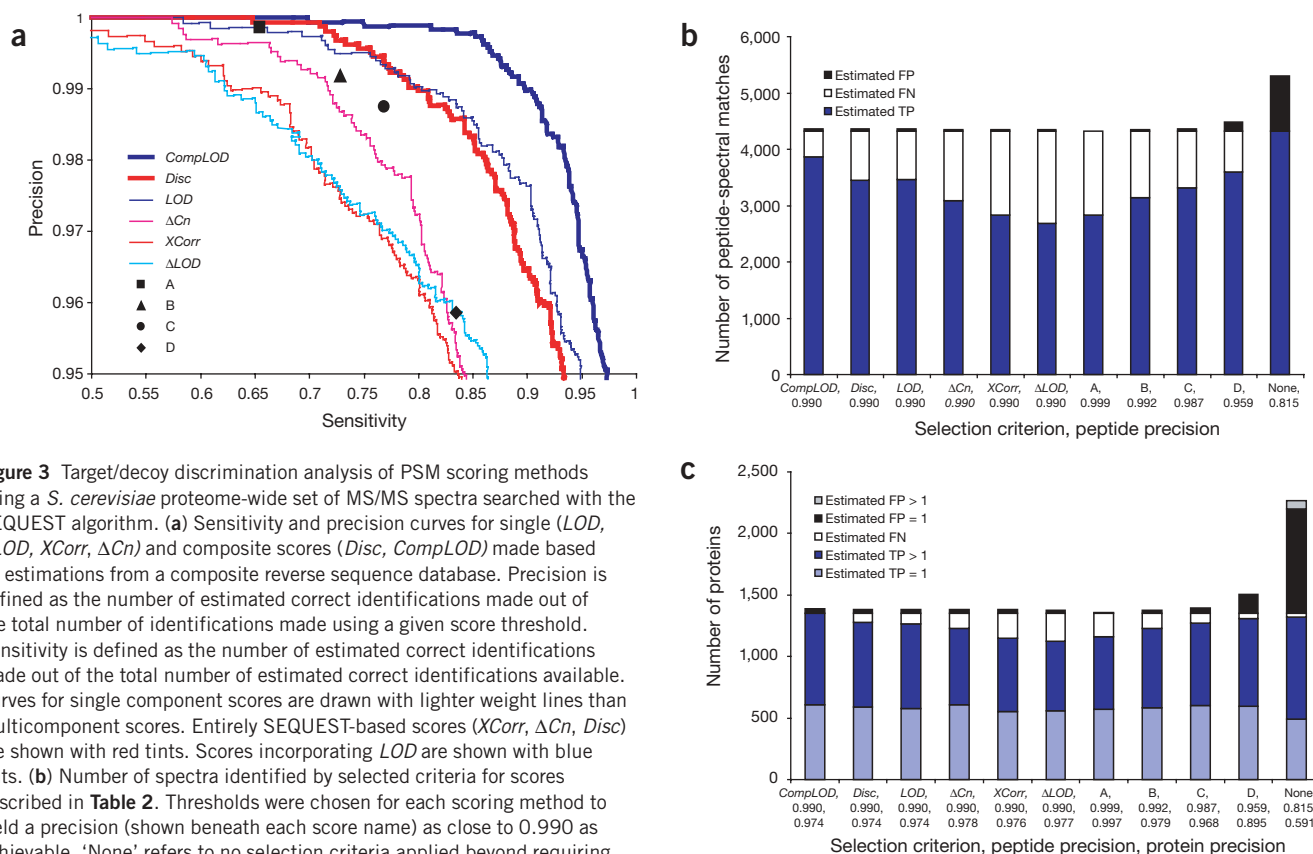 a
1
0.99
0.98
0.97
0.96
0.95
Precision
0.5 0.55 0.6 0.65 0.7 0.75 0.8 0.85 0.9 0.95 1
Sensitivity
CompLOD
Disc
LOD
ΔCn
XCorr
ΔLOD
A
B
C
D
b
6,000
5,000
4,000
3,000
2,000
1,000
0
Number of peptide-spectral matches
Estimated FP
Estimated FN
Estimated TP
CompLOD, Disc, LOD, ΔCn, XCorr, ΔLOD, A, B, C, D, None,
0.990 0.990 0.990 0.990 0.990 0.990 0.999 0.992 0.987 0.959 0.815
Selection criterion, peptide precision
gure 3 Target/decoy discrimination analysis of PSM scoring methods
ing a S. cerevisiae proteome-wide set of MS/MS spectra searched with the
EQUEST algorithm. (a) Sensitivity and precision curves for single (LOD,
LOD, XCorr, ΔCn) and composite scores (Disc, CompLOD) made based
estimations from a composite reverse sequence database. Precision is
fined as the number of estimated correct identifications made out of
e total number of identifications made using a given score threshold.
nsitivity is defined as the number of estimated correct identifications
ade out of the total number of estimated correct identifications available.
rves for single component scores are drawn with lighter weight lines than
ulticomponent scores. Entirely SEQUEST-based scores (XCorr, ΔCn, Disc)
e shown with red tints. Scores incorporating LOD are shown with blue
ts. (b) Number of spectra identified by selected criteria for scores
scribed in Table 2. Thresholds were chosen for each scoring method to
eld a precision (shown beneath each score name) as close to 0.990 as
hievable. 'None' refers to no selection criteria applied beyond requiring
c
2,500
2,000
1,500
1,000
500
0
Number of proteins
Estimated FP > 1
Estimated FP = 1
Estimated FN
Estimated TP > 1
Estimated TP = 1
CompLOD, Disc, LOD, ΔCn, XCorr, ΔLOD, A, B, C, D, None
0.990, 0.990, 0.990, 0.990, 0.990, 0.990, 0.999, 0.992, 0.987, 0.959, 0.815
0.974 0.974 0.974 0.978 0.976 0.977 0.997 0.979 0.968 0.895 0.591
Selection criterion, peptide precision, protein precision